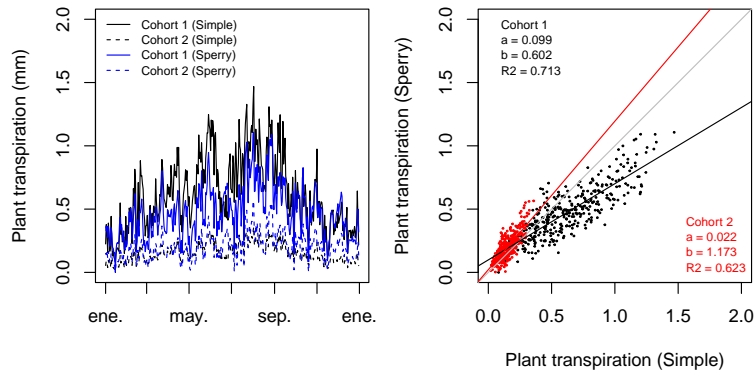 Plant transpiration (mm)
2.0
1.5
1.0
0.5
0.0
Cohort 1 (Simple)
Cohort 2 (Simple)
Cohort 1 (Sperry)
Cohort 2 (Sperry)
ene.
may.
sep.
ene.
Plant transpiration (Sperry)
2.0
1.5
1.0
0.5
0.0
Cohort 1
a = 0.099
b = 0.602
R2 = 0.713
Cohort 2
a = 0.022
b = 1.173
R2 = 0.623
0.0
0.5
1.0
1.5
2.0
Plant transpiration (Simple)